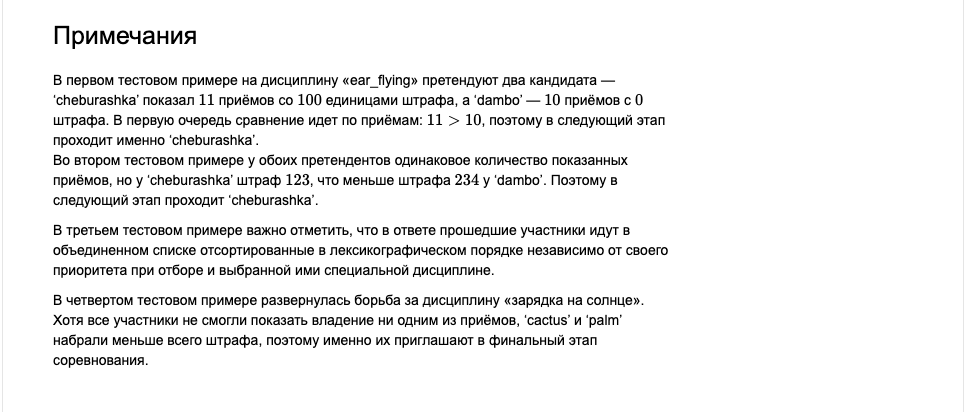 Примечания
В первом тестовом примере на дисциплину «ear_flying» претендуют два кандидата —
‘cheburashka’ показал 11 приёмов со 100 единицами штрафа, а ‘dambo’ — 10 приёмов с 0
штрафа. В первую очередь сравнение идет по приёмам: 11 > 10, поэтому в следующий этап
проходит именно ‘cheburashka’.
Во втором тестовом примере у обоих претендентов одинаковое количество показанных
приёмов, но у ‘cheburashka’ штраф 123, что меньше штрафа 234 у ‘dambo’. Поэтому в
следующий этап проходит ‘cheburashka’.
В третьем тестовом примере важно отметить, что в ответе прошедшие участники идут в
объединенном списке отсортированные в лексикографическом порядке независимо от своего
приоритета при отборе и выбранной ими специальной дисциплине.
В четвертом тестовом примере развернулась борьба за дисциплину «зарядка на солнце».
Хотя все участники не смогли показать владение ни одним из приёмов, ‘cactus’ и ‘palm’
набрали меньше всего штрафа, поэтому именно их приглашают в финальный этап
соревнования.